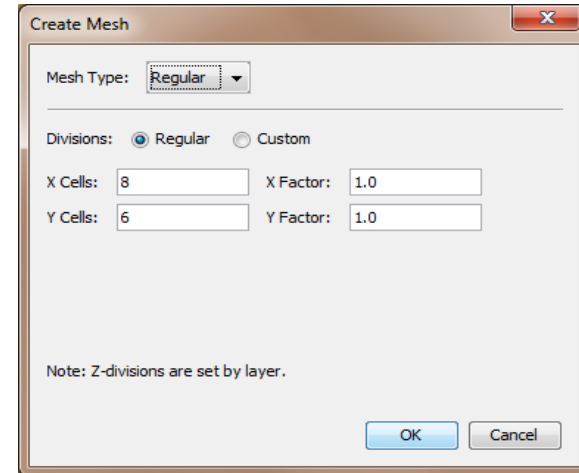 Create Mesh
Mesh Type: Regular
Divisions: Regular Custom
X Cells: 8 X Factor: 1.0
Y Cells: 6 Y Factor: 1.0
Note: Z-divisions are set by layer.
OK Cancel